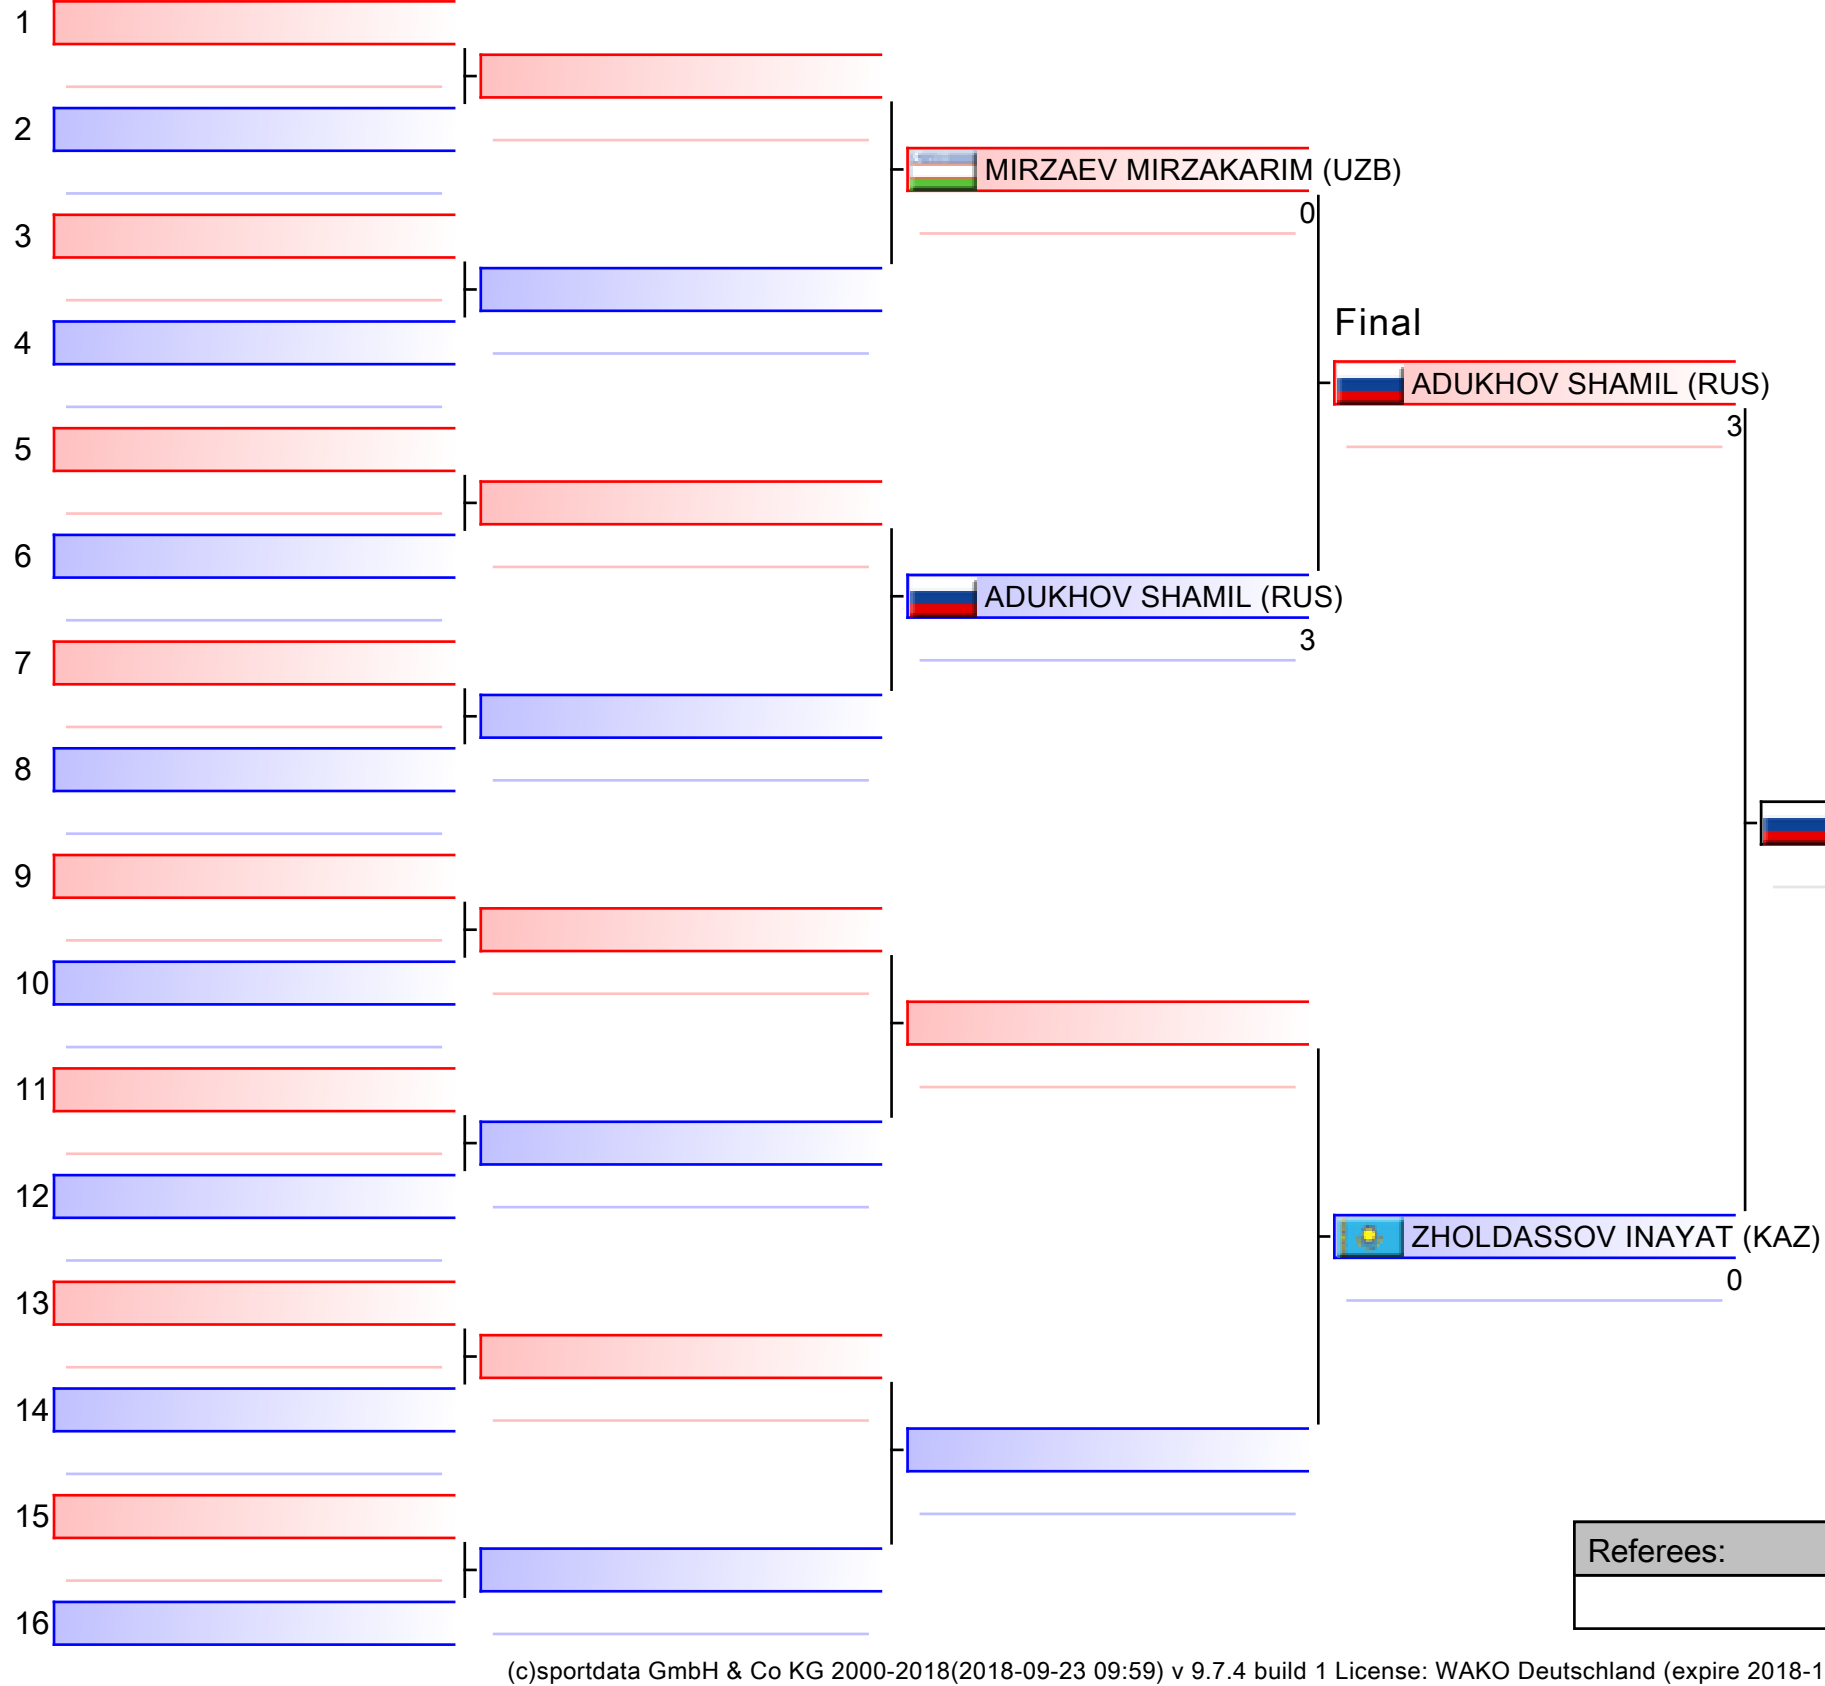 1
2
MIRZAEV MIRZAKARIM (UZB)
3
0
Final
4
ADUKHOV SHAMIL (RUS)
3
5
6
ADUKHOV SHAMIL (RUS)
3
7
8
9
10
11
12
ZHOLDASSOV INAYAT (KAZ)
0
13
14
15
Referees:
16
(c)sportdata GmbH & Co KG 2000-2018(2018-09-23 09:59) v 9.7.4 build 1 License: WAKO Deutschland (expire 2018-1